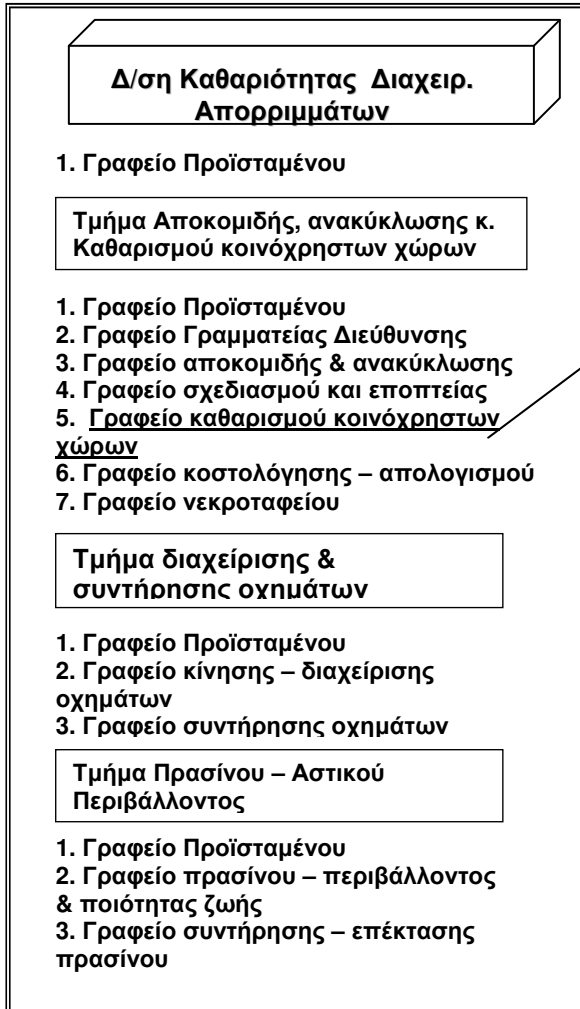 Δ/ση Καθαριότητας Διαχειρ.
Απορριμμάτων
1. Γραφείο Προϊσταμένου
Τμήμα Αποκομιδής, ανακύκλωσης κ.
Καθαρισμού κοινόχρηστων χώρων
1. Γραφείο Προϊσταμένου
2. Γραφείο Γραμματείας Διεύθυνσης
3. Γραφείο αποκομιδής & ανακύκλωσης
4. Γραφείο σχεδιασμού και εποπτείας
5. Γραφείο καθαρισμού κοινόχρηστων
χώρων
6. Γραφείο κοστολόγησης – απολογισμού
7. Γραφείο νεκροταφείου
Τμήμα διαχείρισης &
συντήρησης οχημάτων
1. Γραφείο Προϊσταμένου
2. Γραφείο κίνησης – διαχείρισης
οχημάτων
3. Γραφείο συντήρησης οχημάτων
Τμήμα Πρασίνου – Αστικού
Περιβάλλοντος
1. Γραφείο Προϊσταμένου
2. Γραφείο πρασίνου – περιβάλλοντος
& ποιότητας ζωής
3. Γραφείο συντήρησης – επέκτασης
πρασίνου